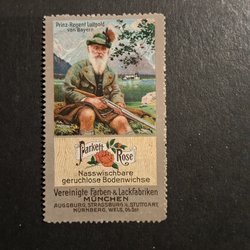 Prinz-Regent Luitpold
von Bayern
Parkett Rose
Nasswischbare
geruchlose Bodenwichse
Vereinigte Farben & Lackfabriken
MÜNCHEN
AUGSBURG, STRASSBURG i/E, STUTTGART
NÜRNBERG, WELS, Ob. Öst.